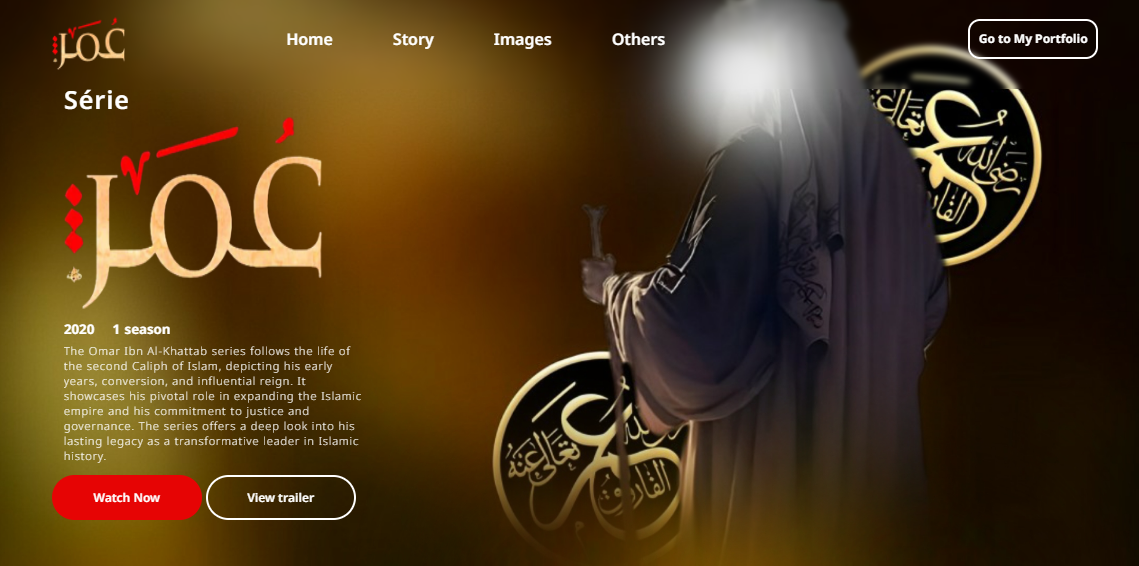 عمر
Home
Story
Images
Others
Go to My Portfolio
Série
عمر
2020 1 season
The Omar Ibn Al-Khattab series follows the life of
the second Caliph of Islam, depicting his early
years, conversion, and influential reign. It
showcases his pivotal role in expanding the Islamic
empire and his commitment to justice and
governance. The series offers a deep look into his
lasting legacy as a transformative leader in Islamic
history.
Watch Now
View trailer
عمر
رضي الله
تعالى
الفا
عمر
تعالى عنه
الفاروق